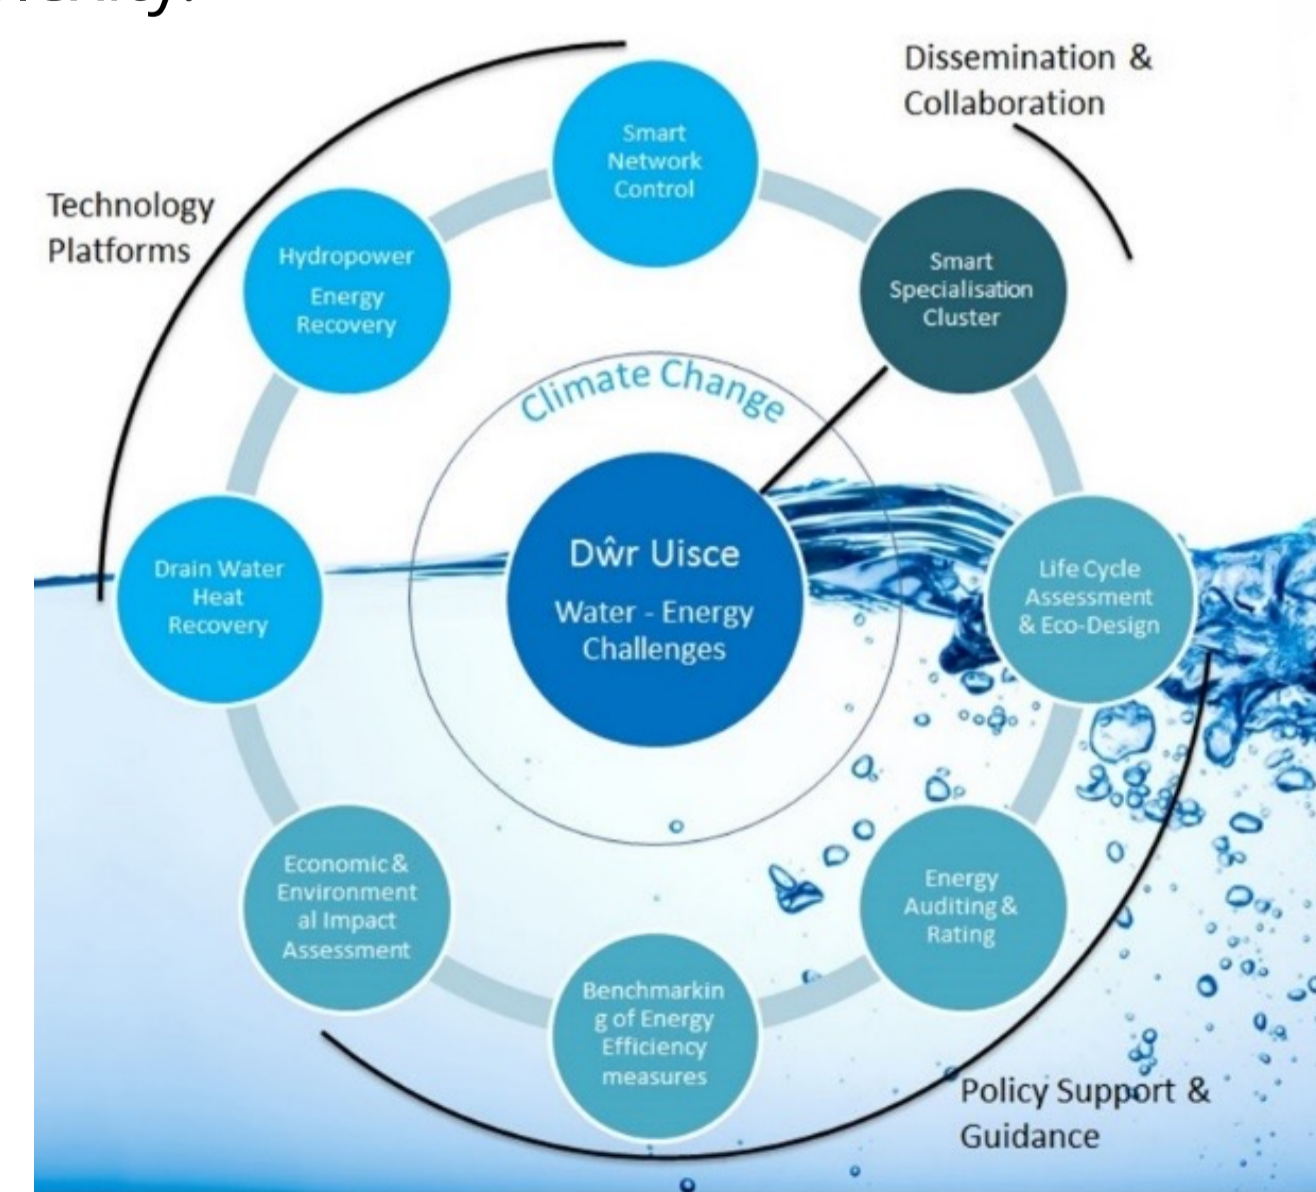 Dissemination &
Collaboration
Technology
Platforms
Smart
Network
Control
Hydropower
Energy
Recovery
Smart
Specialisation
Cluster
Climate Change
Dŵr Uisce
Water - Energy
Challenges
Drain Water
Heat
Recovery
Life Cycle
Assessment
& Eco-Design
Economic &
Environment
al Impact
Assessment
Energy
Auditing &
Rating
Benchmarkin
g of Energy
Efficiency
measures
Policy Support &
Guidance